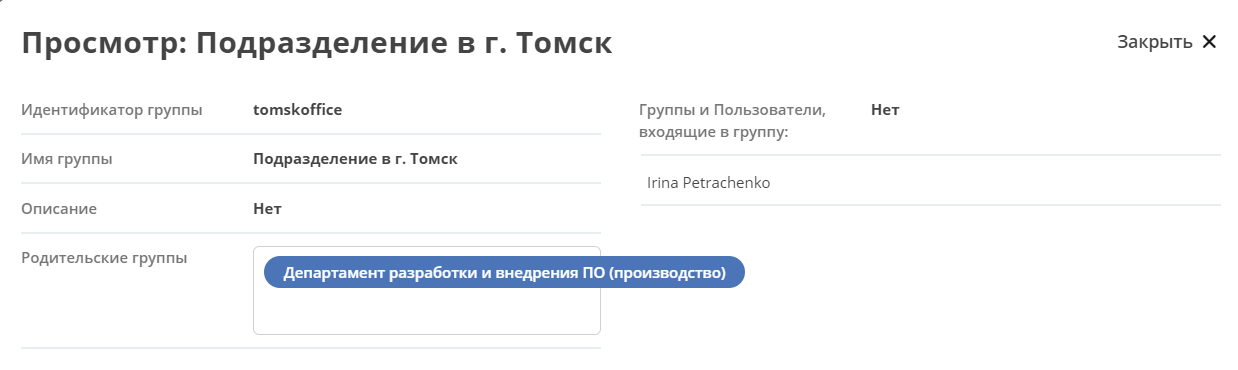 Просмотр: Подразделение в г. Томск
Закрыть ✕
Идентификатор группы tomskoffice
Имя группы Подразделение в г. Томск
Описание Нет
Родительские группы Департамент разработки и внедрения ПО (производство)
Группы и Пользователи, Нет
входящие в группу:
Irina Petrachenko